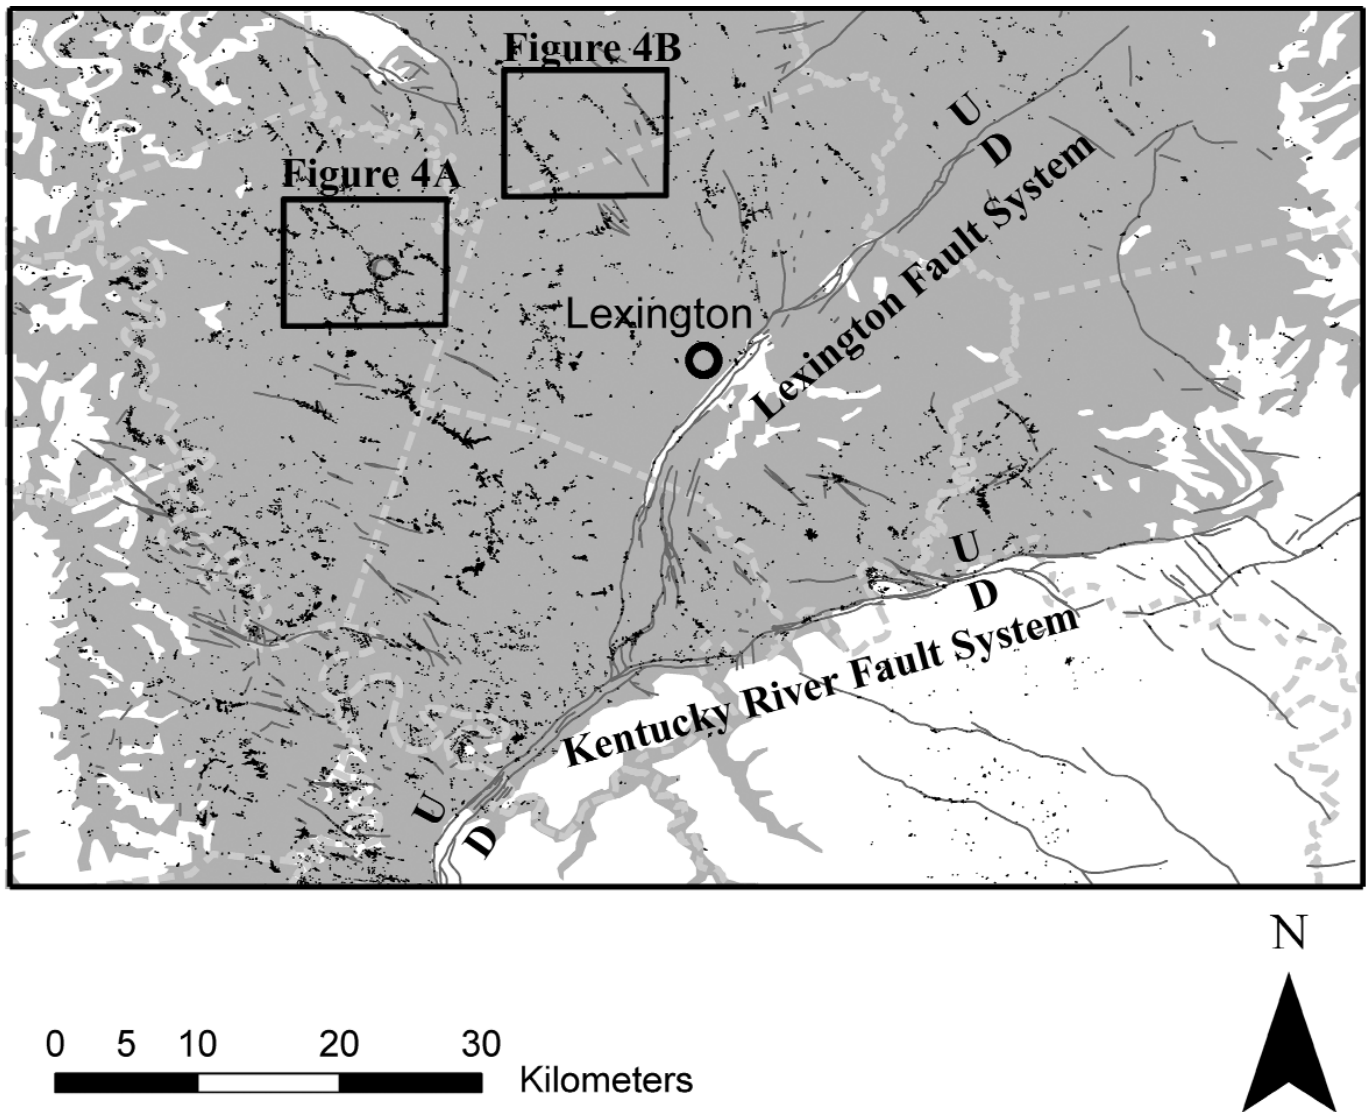 Figure 4B
U
D
Figure 4A
Lexington Fault System
Lexington
U
D
Kentucky River Fault System
U
D
N
0 5 10 20 30
Kilometers